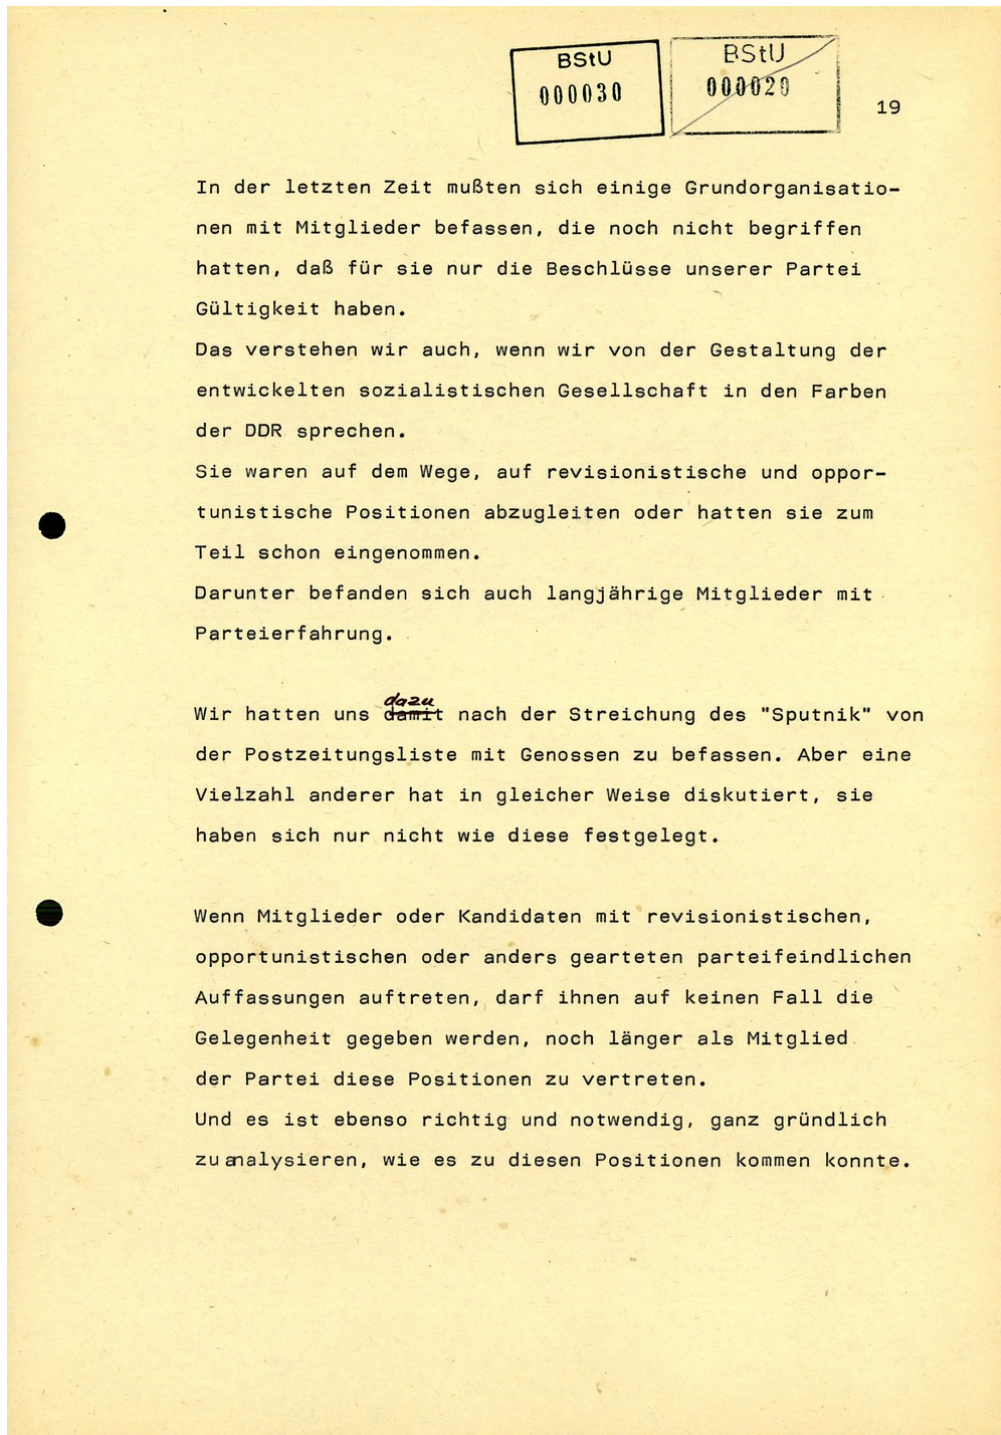 BStU
000030
BStU
000020
19
In der letzten Zeit mußten sich einige Grundorganisatio-
nen mit Mitglieder befassen, die noch nicht begriffen
hatten, daß für sie nur die Beschlüsse unserer Partei
Gültigkeit haben.
Das verstehen wir auch, wenn wir von der Gestaltung der
entwickelten sozialistischen Gesellschaft in den Farben
der DDR sprechen.
Sie waren auf dem Wege, auf revisionistische und oppor-
tunistische Positionen abzugleiten oder hatten sie zum
Teil schon eingenommen.
Darunter befanden sich auch langjährige Mitglieder mit
Parteierfahrung.
dazu
Wir hatten uns damit nach der Streichung des "Sputnik" von
der Postzeitungsliste mit Genossen zu befassen. Aber eine
Vielzahl anderer hat in gleicher Weise diskutiert, sie
haben sich nur nicht wie diese festgelegt.
Wenn Mitglieder oder Kandidaten mit revisionistischen,
opportunistischen oder anders gearteten parteifeindlichen
Auffassungen auftreten, darf ihnen auf keinen Fall die
Gelegenheit gegeben werden, noch länger als Mitglied
der Partei diese Positionen zu vertreten.
Und es ist ebenso richtig und notwendig, ganz gründlich
zu analysieren, wie es zu diesen Positionen kommen konnte.